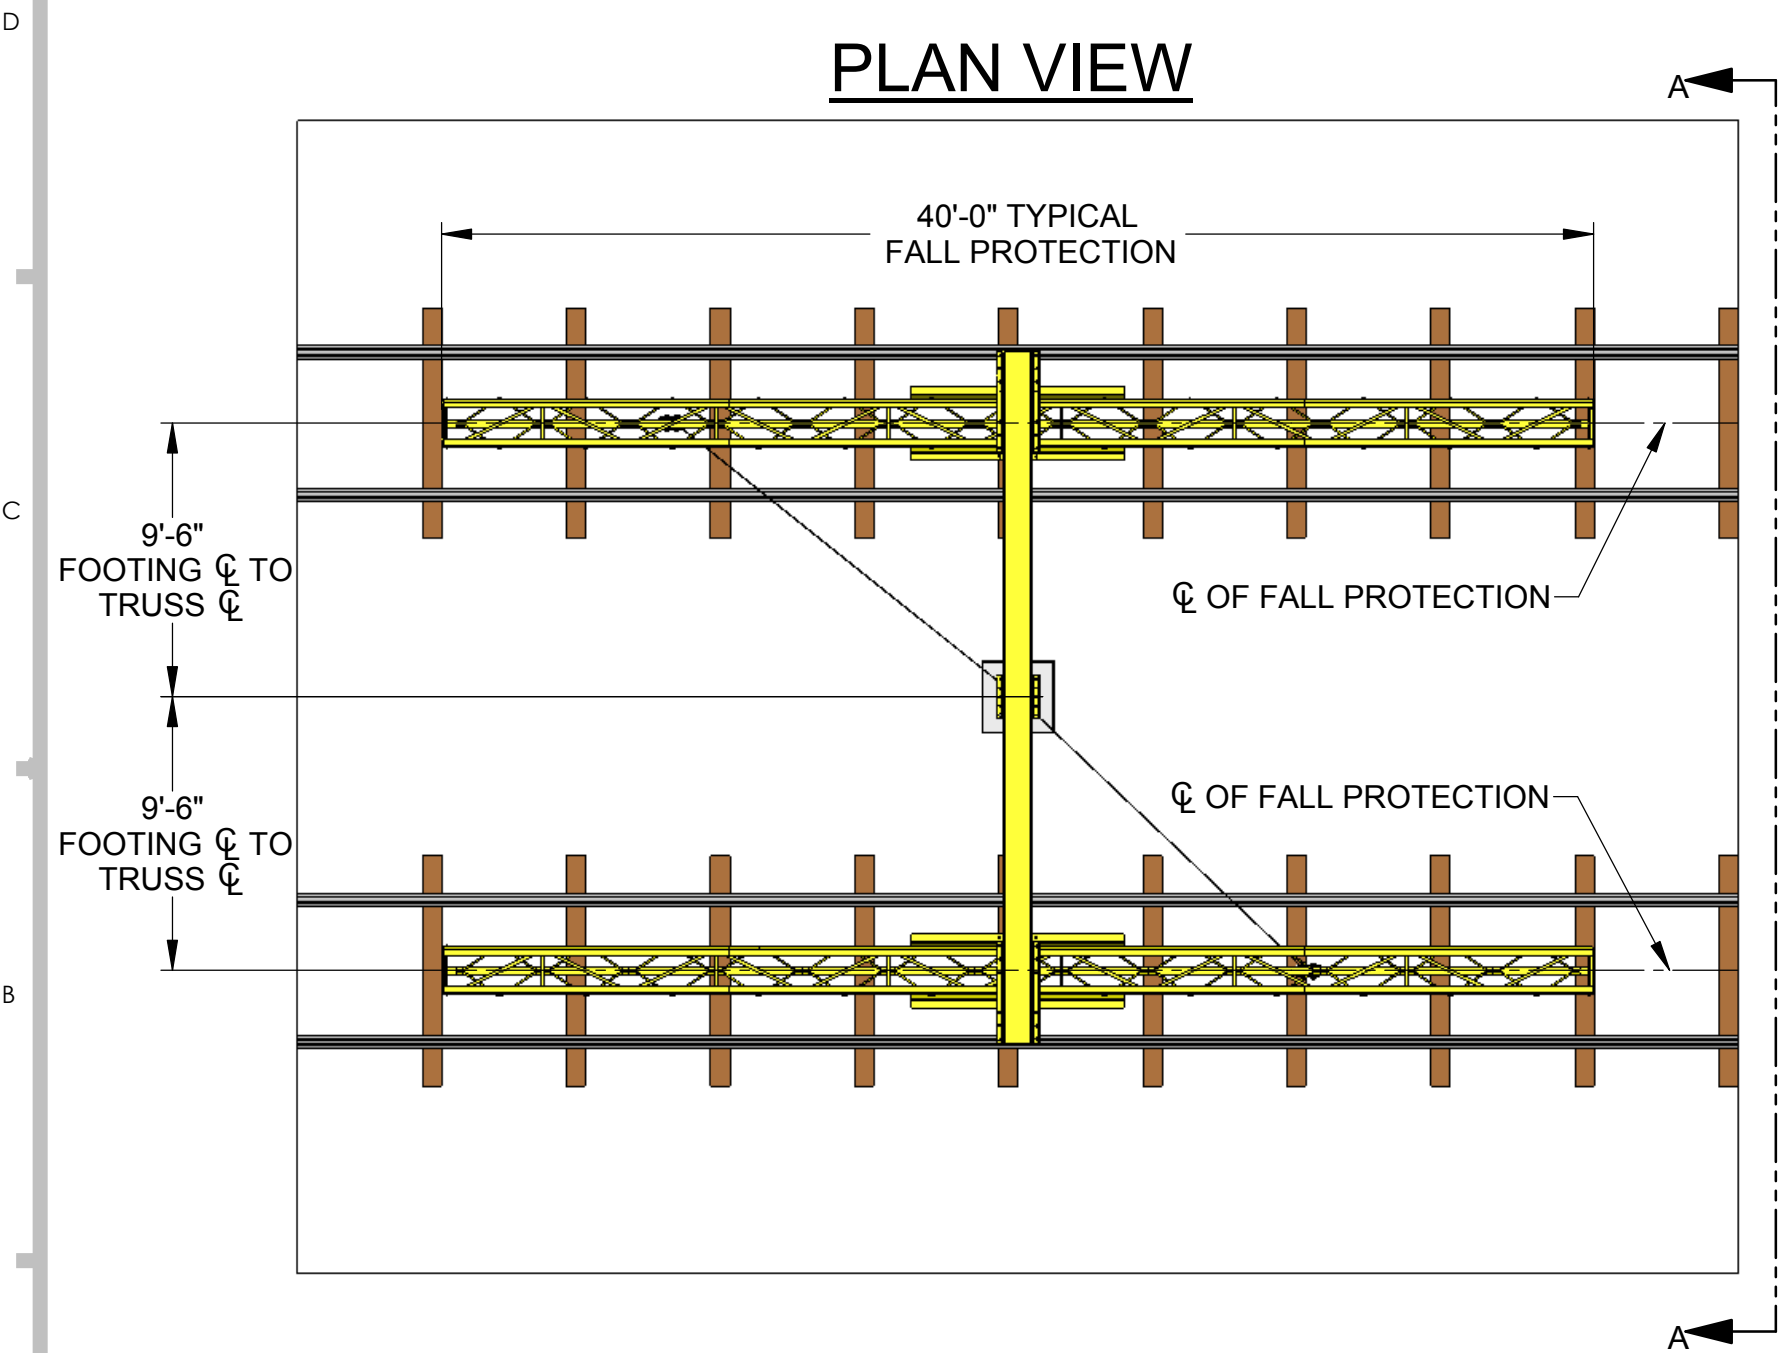 D
PLAN VIEW
A
40'-0" TYPICAL
FALL PROTECTION
C
9'-6"
FOOTING ℄ TO
TRUSS ℄
℄ OF FALL PROTECTION
℄ OF FALL PROTECTION
9'-6"
FOOTING ℄ TO
TRUSS ℄
B
A